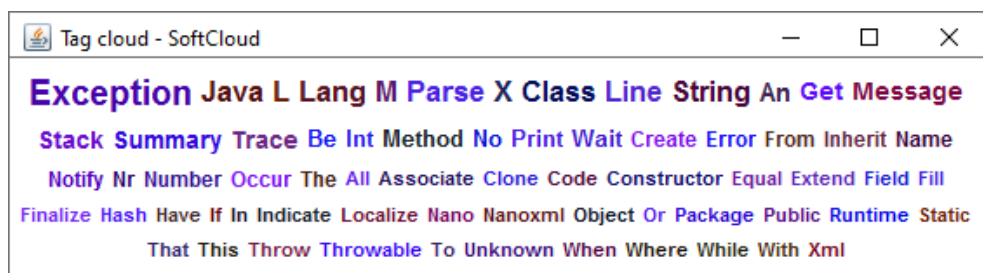 Tag cloud - SoftCloud
Exception Java L Lang M Parse X Class Line String An Get Message
Stack Summary Trace Be Int Method No Print Wait Create Error From Inherit Name
Notify Nr Number Occur The All Associate Clone Code Constructor Equal Extend Field Fill
Finalize Hash Have If In Indicate Localize Nano Nanoxml Object Or Package Public Runtime Static
That This Throw Throwable To Unknown When Where While With Xml